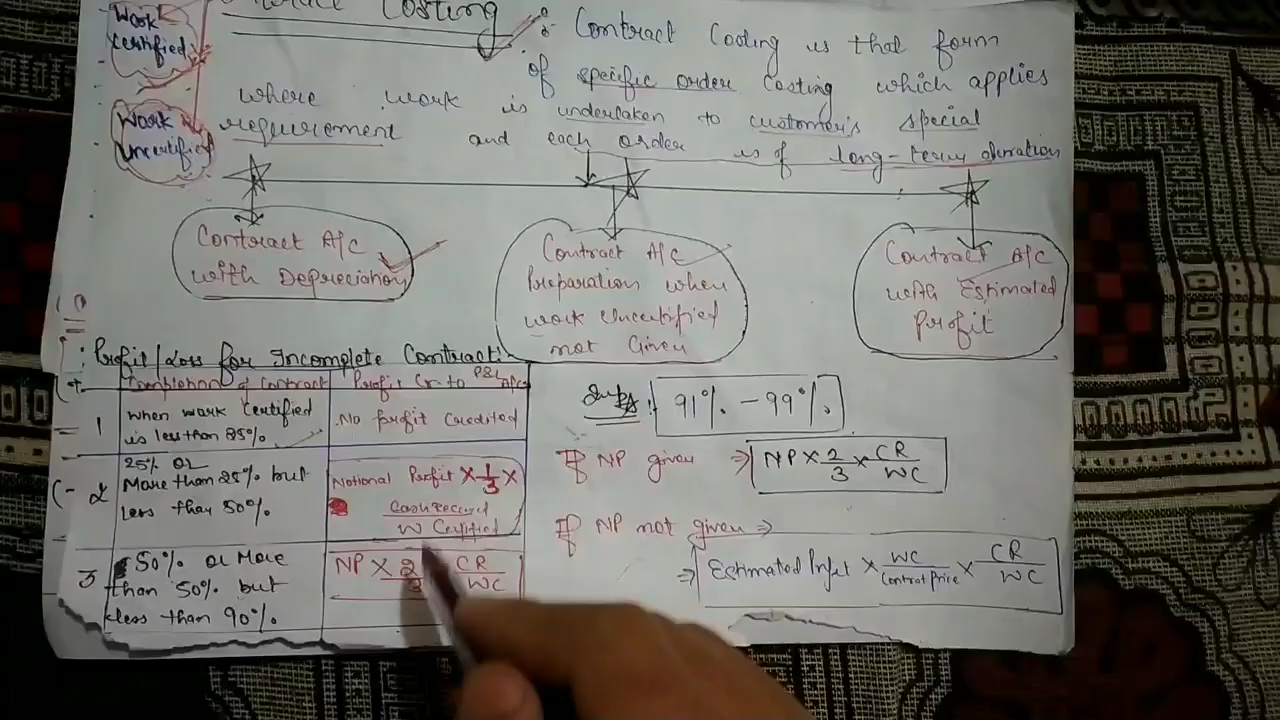 Costing :- Contract Costing is that form
of specific order Costing which applies
where work is undertaken to customer's special
requirement and each order is of long-term duration
Work Certified
Work Uncertified
Contract A/c
with Depreciation
Contract A/c
Preparation when
work Uncertified
not Given
Contract A/c
with Estimated
Profit
Profit/Loss for Incomplete Contract:-
Completion of Contract
Profit Cr. to P&L A/c
1
when work Certified
is less than 25%
No Profit Credited
2
25% or
More than 25% but
less than 50%
Notional Profit × 1/3 ×
Cash Received
W Certified
3
50% or More
than 50% but
less than 90%
NP × 2 CR
3 WC
91% - 99%
If NP given ⇒ NP × 2/3 × CR/WC
If NP not given ⇒
⇒ Estimated × WC/Contract Price × CR/WC